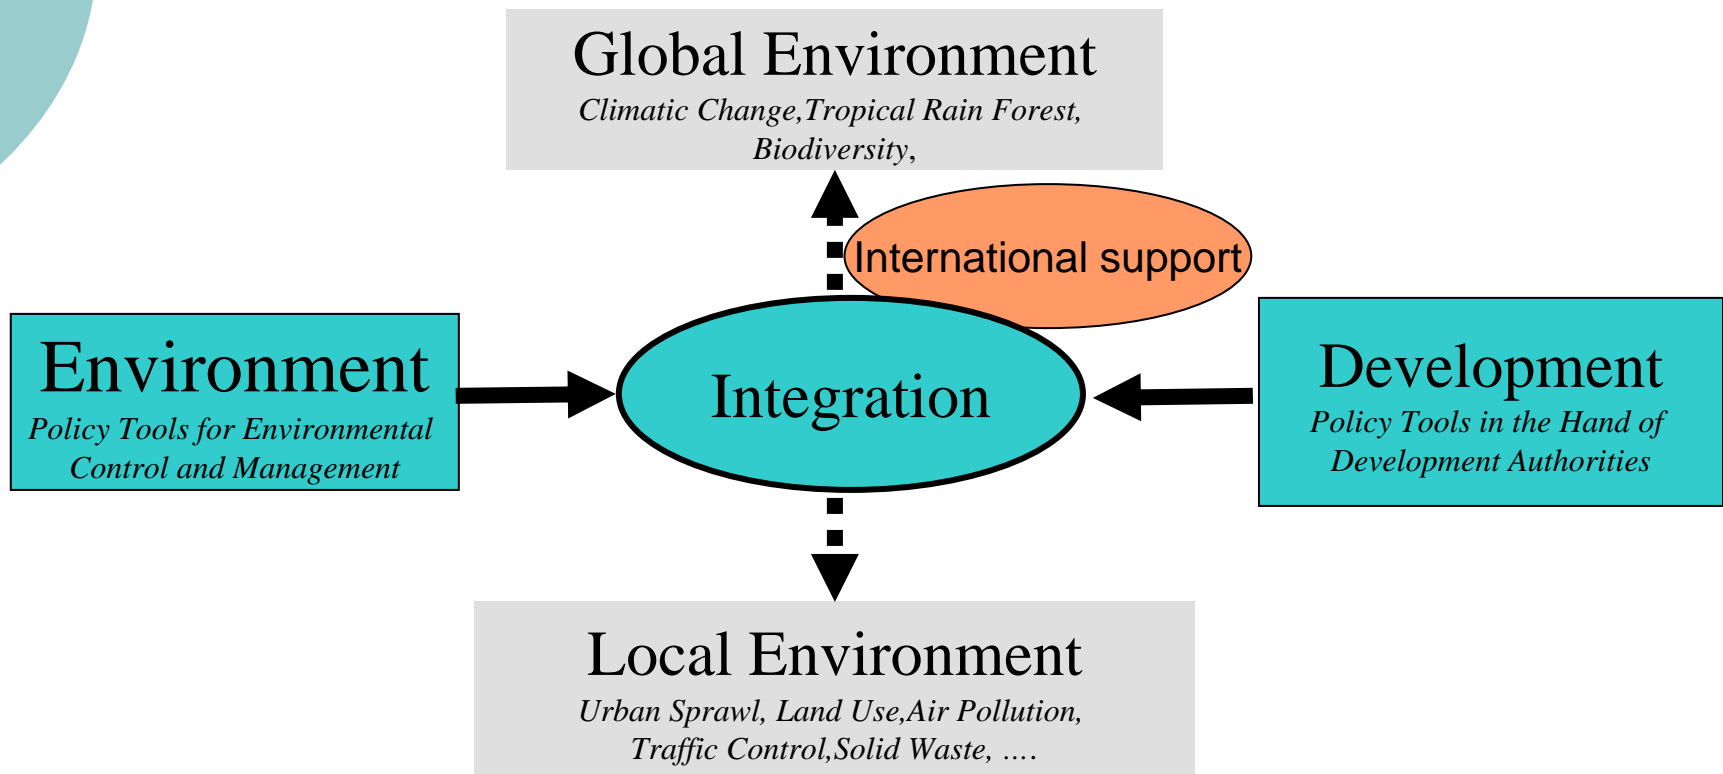 Global Environment
Climatic Change,Tropical Rain Forest,
Biodiversity,
International support
Environment
Policy Tools for Environmental
Control and Management
Integration
Development
Policy Tools in the Hand of
Development Authorities
Local Environment
Urban Sprawl, Land Use,Air Pollution,
Traffic Control,Solid Waste, ….